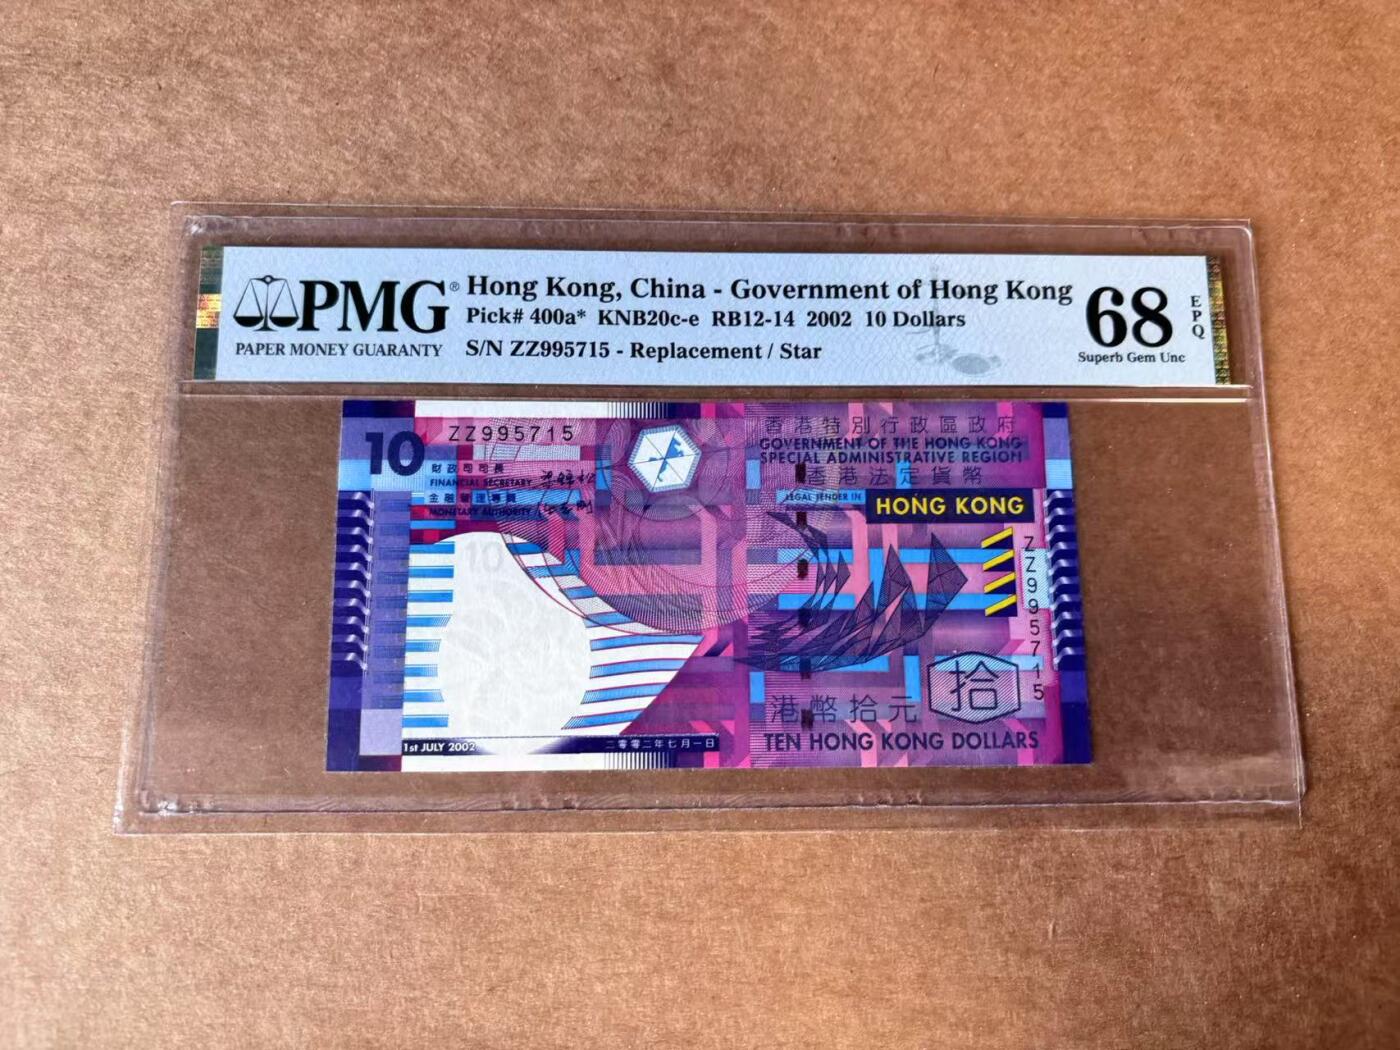 PMG®
PAPER MONEY GUARANTY
Hong Kong, China - Government of Hong Kong
Pick# 400a* KNB20c-e RB12-14 2002 10 Dollars
S/N ZZ995715 - Replacement / Star
68
Superb Gem Unc
EPQ
10
ZZ995715
財政司司長
FINANCIAL SECRETARY
金融管理專員
MONETARY AUTHORITY
香港特別行政區政府
GOVERNMENT OF THE HONG KONG
SPECIAL ADMINISTRATIVE REGION
香港法定貨幣
LEGAL TENDER IN
HONG KONG
ZZ995715
10
港幣拾元
拾
TEN HONG KONG DOLLARS
1st JULY 2002
二零零二年七月一日